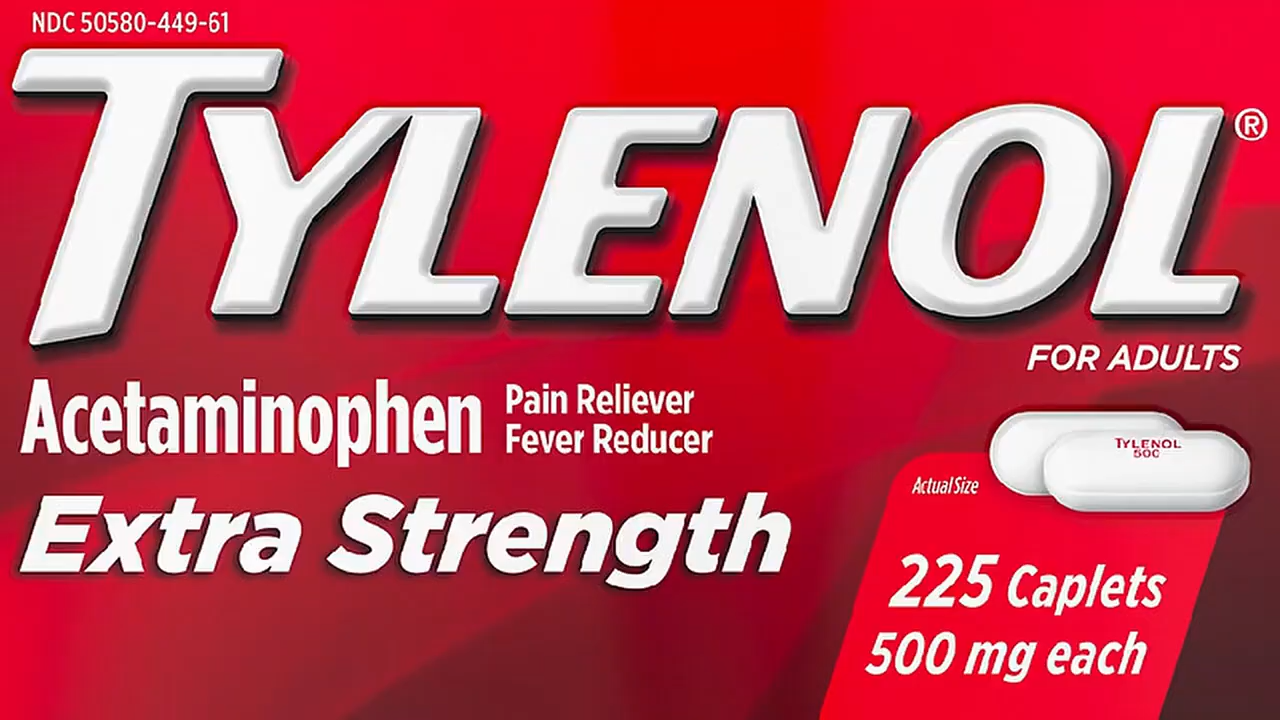 NDC 50580-449-61
TYLENOL®
FOR ADULTS
Acetaminophen
Pain Reliever
Fever Reducer
Extra Strength
TYLENOL
500
Actual Size
225 Caplets
500 mg each